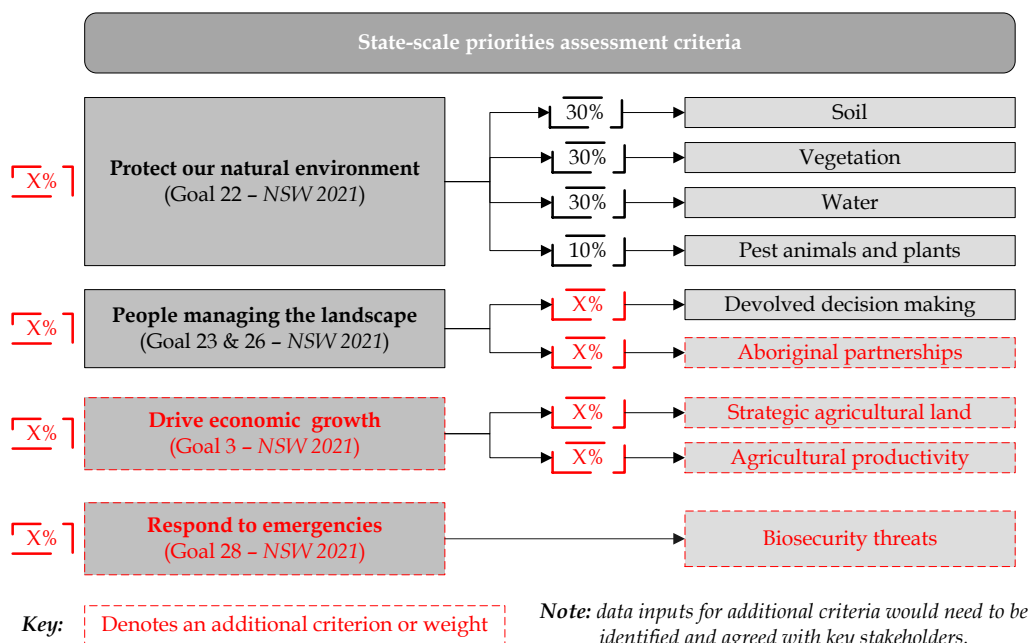 State-scale priorities assessment criteria
X%
Protect our natural environment
(Goal 22 – NSW 2021)
30%
Soil
30%
Vegetation
30%
Water
10%
Pest animals and plants
X%
People managing the landscape
(Goal 23 & 26 – NSW 2021)
X%
Devolved decision making
X%
Aboriginal partnerships
X%
Drive economic growth
(Goal 3 – NSW 2021)
X%
Strategic agricultural land
X%
Agricultural productivity
X%
Respond to emergencies
(Goal 28 – NSW 2021)
Biosecurity threats
Key:
Denotes an additional criterion or weight
Note: data inputs for additional criteria would need to be
identified and agreed with key stakeholders.